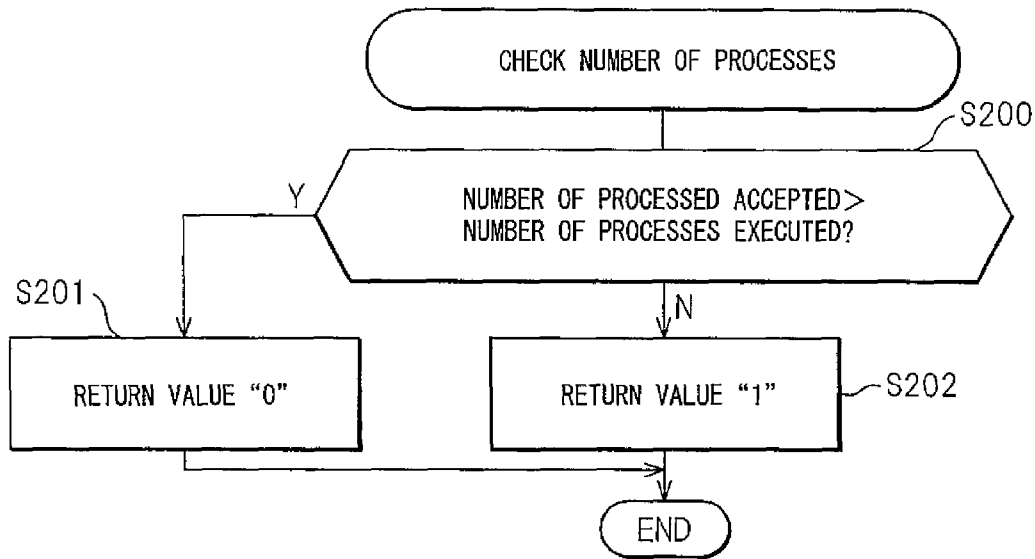 CHECK NUMBER OF PROCESSES
S200
NUMBER OF PROCESSED ACCEPTED>
NUMBER OF PROCESSES EXECUTED?
Y
N
S201
RETURN VALUE “0”
RETURN VALUE “1”
S202
END